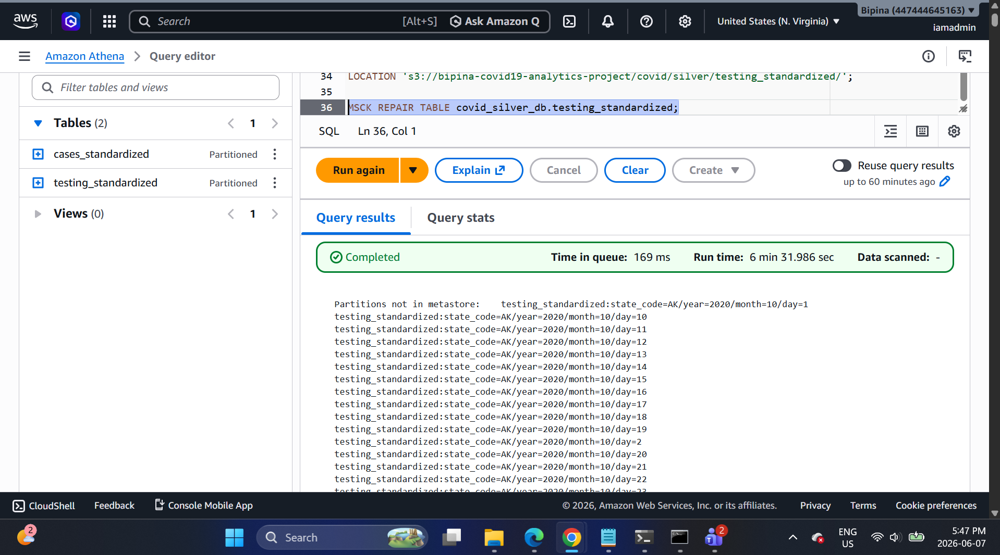 aws
Search
[Alt+S]
Ask Amazon Q
United States (N. Virginia) ▼
Bipina (447444645163) ▼
iamadmin
Amazon Athena > Query editor
Filter tables and views
Tables (2)
1
cases_standardized
Partitioned
testing_standardized
Partitioned
Views (0)
1
34 LOCATION 's3://bipina-covid19-analytics-project/covid/silver/testing_standardized/';
35
36 MSCK REPAIR TABLE covid_silver_db.testing_standardized;
SQL
Ln 36, Col 1
Run again
Explain
Cancel
Clear
Create
Reuse query results
up to 60 minutes ago
Query results
Query stats
Completed
Time in queue: 169 ms
Run time: 6 min 31.986 sec
Data scanned: -
Partitions not in metastore: testing_standardized:state_code=AK/year=2020/month=10/day=1
testing_standardized:state_code=AK/year=2020/month=10/day=10
testing_standardized:state_code=AK/year=2020/month=10/day=11
testing_standardized:state_code=AK/year=2020/month=10/day=12
testing_standardized:state_code=AK/year=2020/month=10/day=13
testing_standardized:state_code=AK/year=2020/month=10/day=14
testing_standardized:state_code=AK/year=2020/month=10/day=15
testing_standardized:state_code=AK/year=2020/month=10/day=16
testing_standardized:state_code=AK/year=2020/month=10/day=17
testing_standardized:state_code=AK/year=2020/month=10/day=18
testing_standardized:state_code=AK/year=2020/month=10/day=19
testing_standardized:state_code=AK/year=2020/month=10/day=2
testing_standardized:state_code=AK/year=2020/month=10/day=20
testing_standardized:state_code=AK/year=2020/month=10/day=21
testing_standardized:state_code=AK/year=2020/month=10/day=22
testing_standardized:state_code=AK/year=2020/month=10/day=23
CloudShell
Feedback
Console Mobile App
© 2026, Amazon Web Services, Inc. or its affiliates.
Privacy
Terms
Cookie preferences
2
Search
2
ENG
US
5:47 PM
2026-06-07